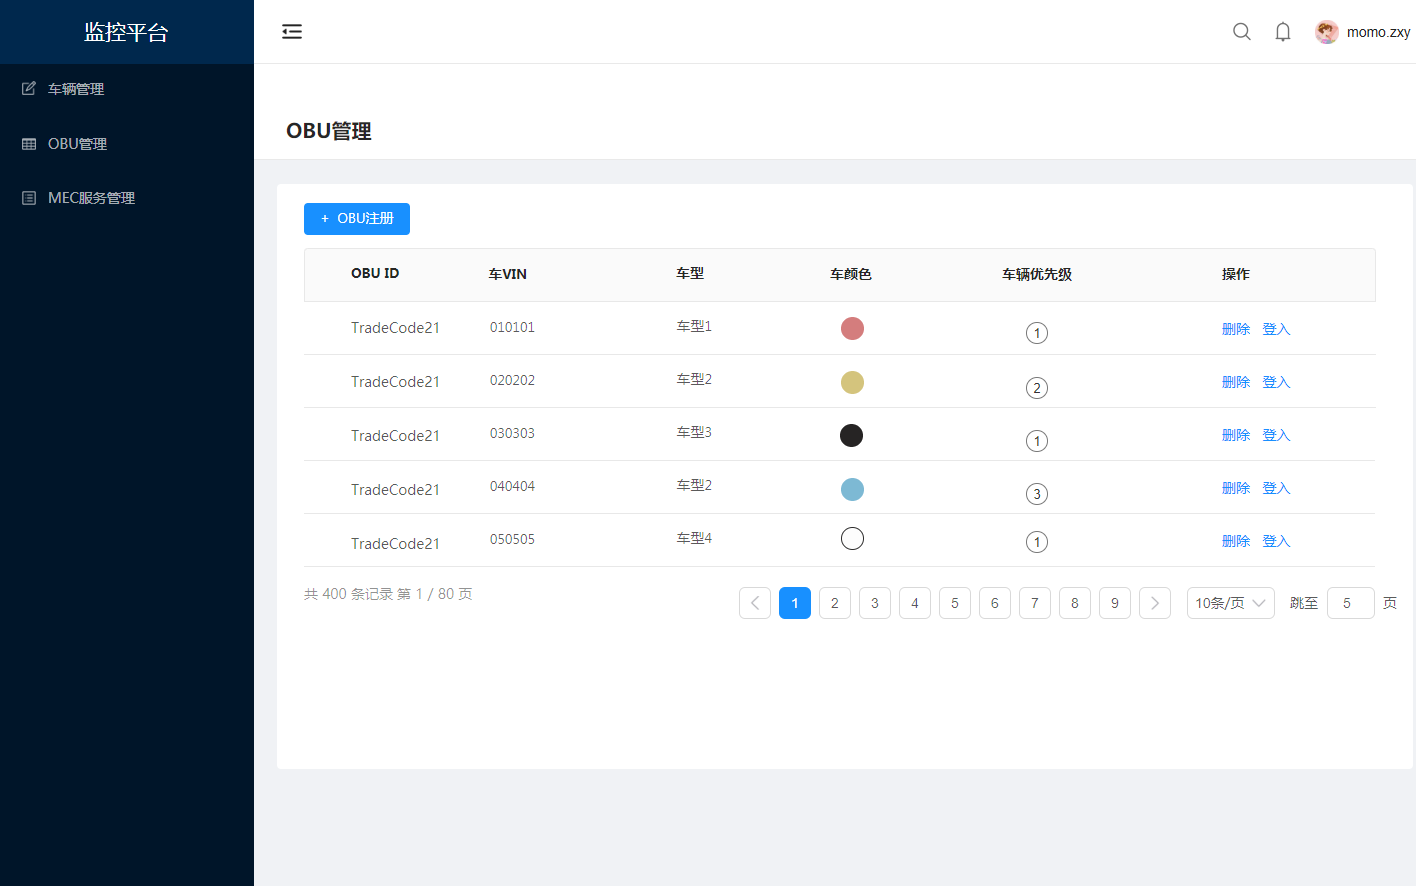 监控平台
momo.zxy
车辆管理
OBU管理
MEC服务管理
OBU管理
+ OBU注册
OBU ID 车VIN 车型 车颜色 车辆优先级 操作
TradeCode21 010101 车型1 1 删除 登入
TradeCode21 020202 车型2 2 删除 登入
TradeCode21 030303 车型3 1 删除 登入
TradeCode21 040404 车型2 3 删除 登入
TradeCode21 050505 车型4 1 删除 登入
共 400 条记录 第 1 / 80 页 1 2 3 4 5 6 7 8 9 10条/页 跳至 5 页